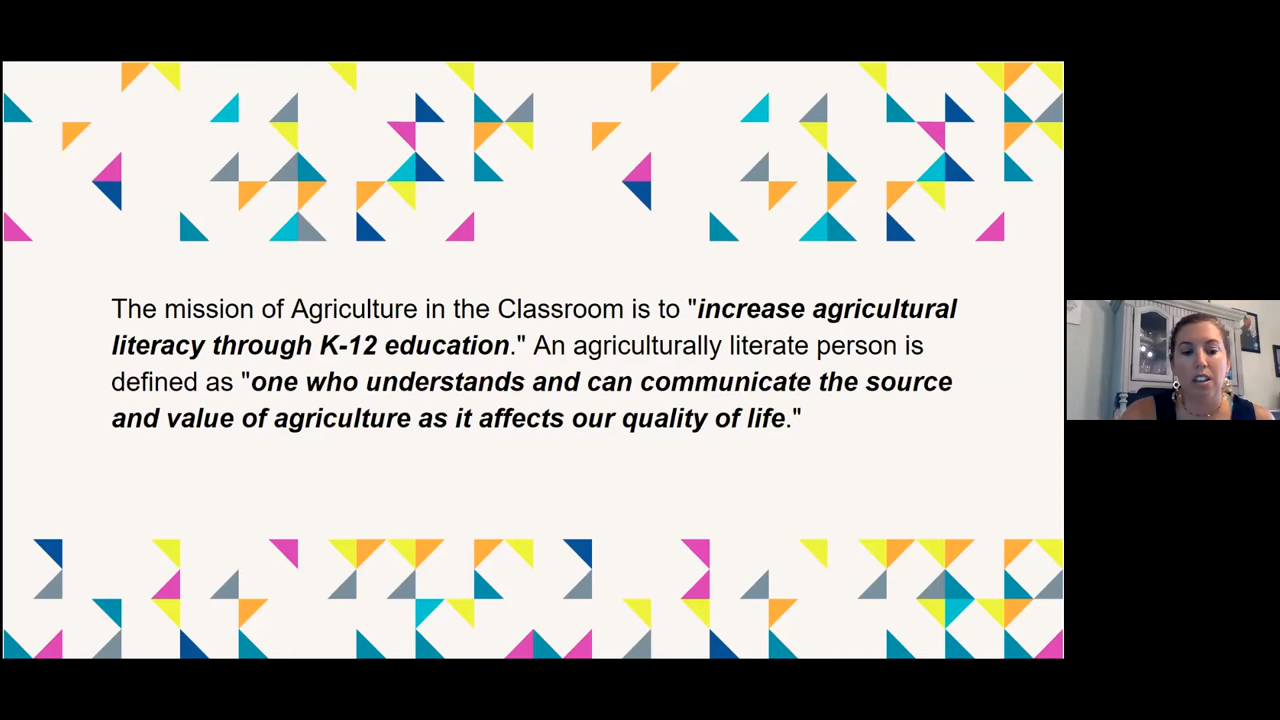 The mission of Agriculture in the Classroom is to "increase agricultural
literacy through K-12 education." An agriculturally literate person is
defined as "one who understands and can communicate the source
and value of agriculture as it affects our quality of life."